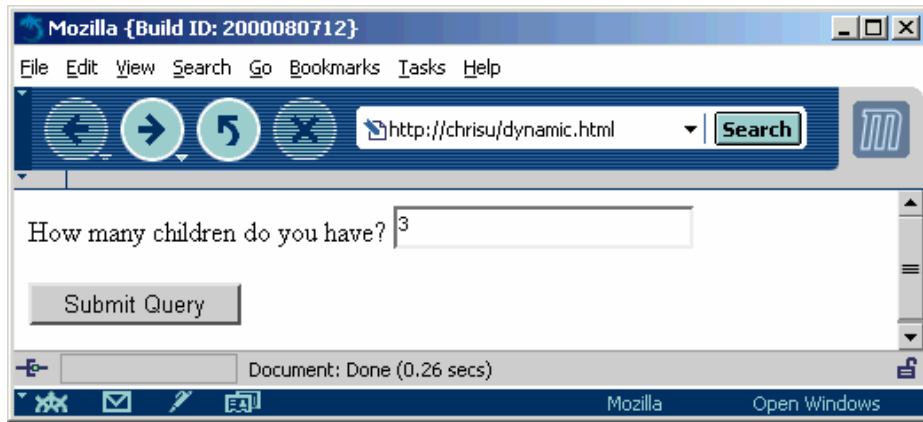 Mozilla {Build ID: 2000080712}
File Edit View Search Go Bookmarks Tasks Help
http://chrisu/dynamic.html Search
How many children do you have? 3
Submit Query
Document: Done (0.26 secs)
Mozilla Open Windows